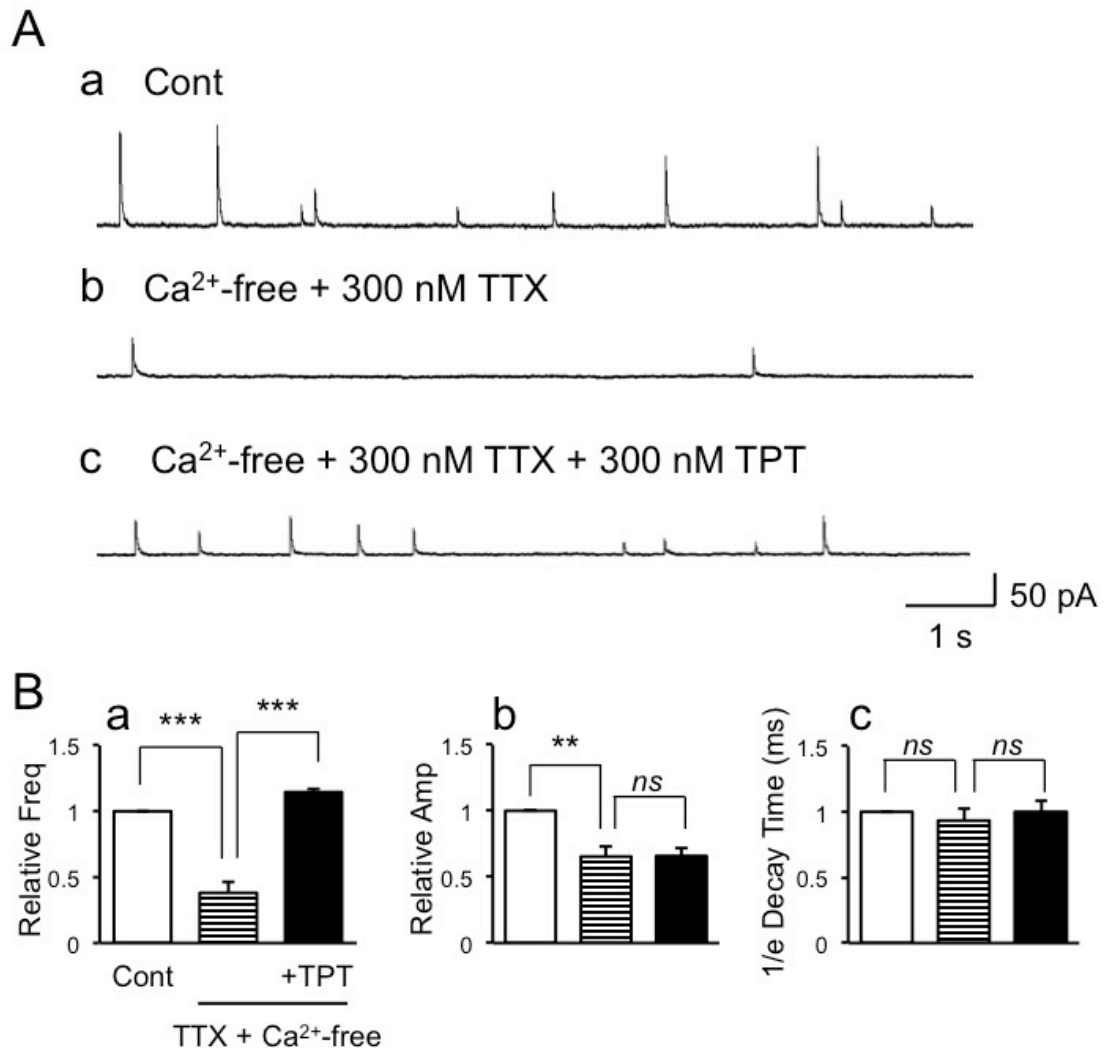 A
a Cont
b Ca²⁺-free + 300 nM TTX
c Ca²⁺-free + 300 nM TTX + 300 nM TPT
50 pA
1 s
B
a
***
***
1.5
1
0.5
0
Relative Freq
Cont
+TPT
TTX + Ca²⁺-free
b
**
ns
1.5
1
0.5
0
Relative Amp
c
ns
ns
1.5
1
0.5
0
1/e Decay Time (ms)